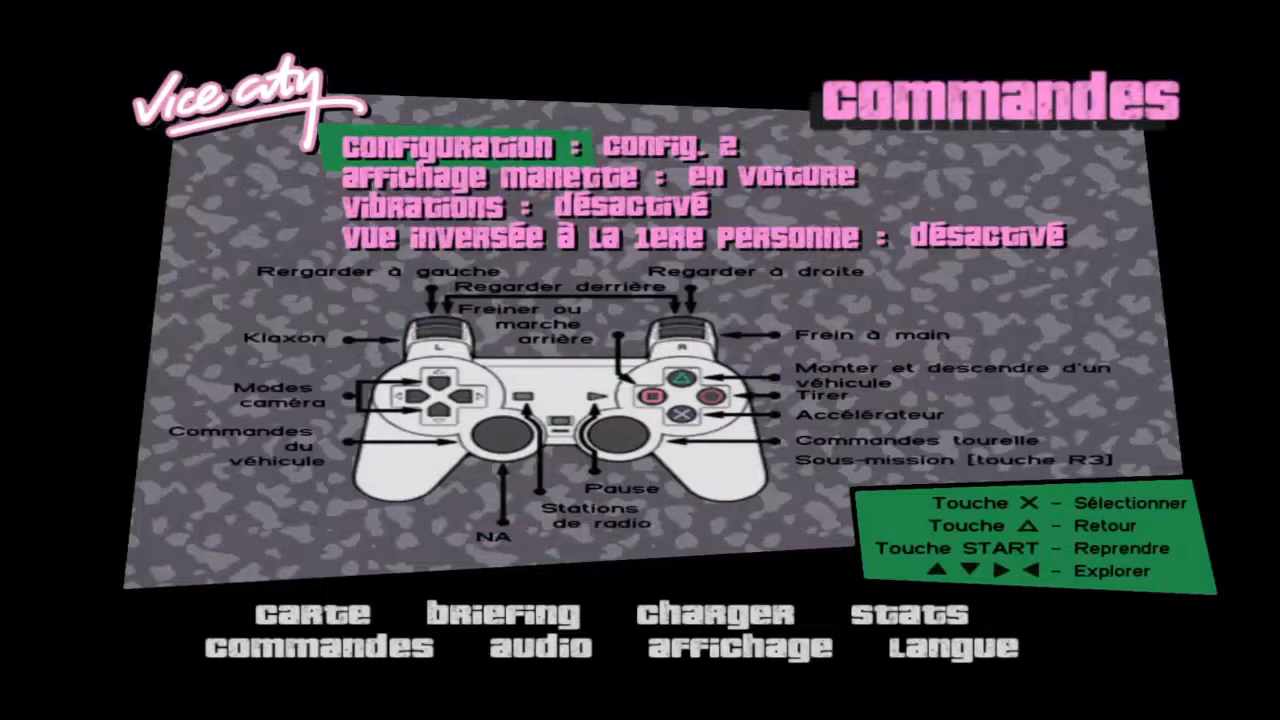 Vice City
commandes
configuration : config. 2
affichage manette : en voiture
vibrations : désactivé
vue inversée à la 1ere personne : désactivé
Rergarder à gauche
Regarder à droite
Regarder derrière
Freiner ou
marche
arrière
Klaxon
L
R
Frein à main
Monter et descendre d'un
véhicule
Modes
caméra
Tirer
Accélérateur
Commandes
du
véhicule
Commandes tourelle
Sous-mission [touche R3]
Pause
Stations
de radio
NA
Touche X - Sélectionner
Touche △ - Retour
Touche START - Reprendre
▲ ▼ ► ◄ - Explorer
carte briefing charger stats
commandes audio affichage langue